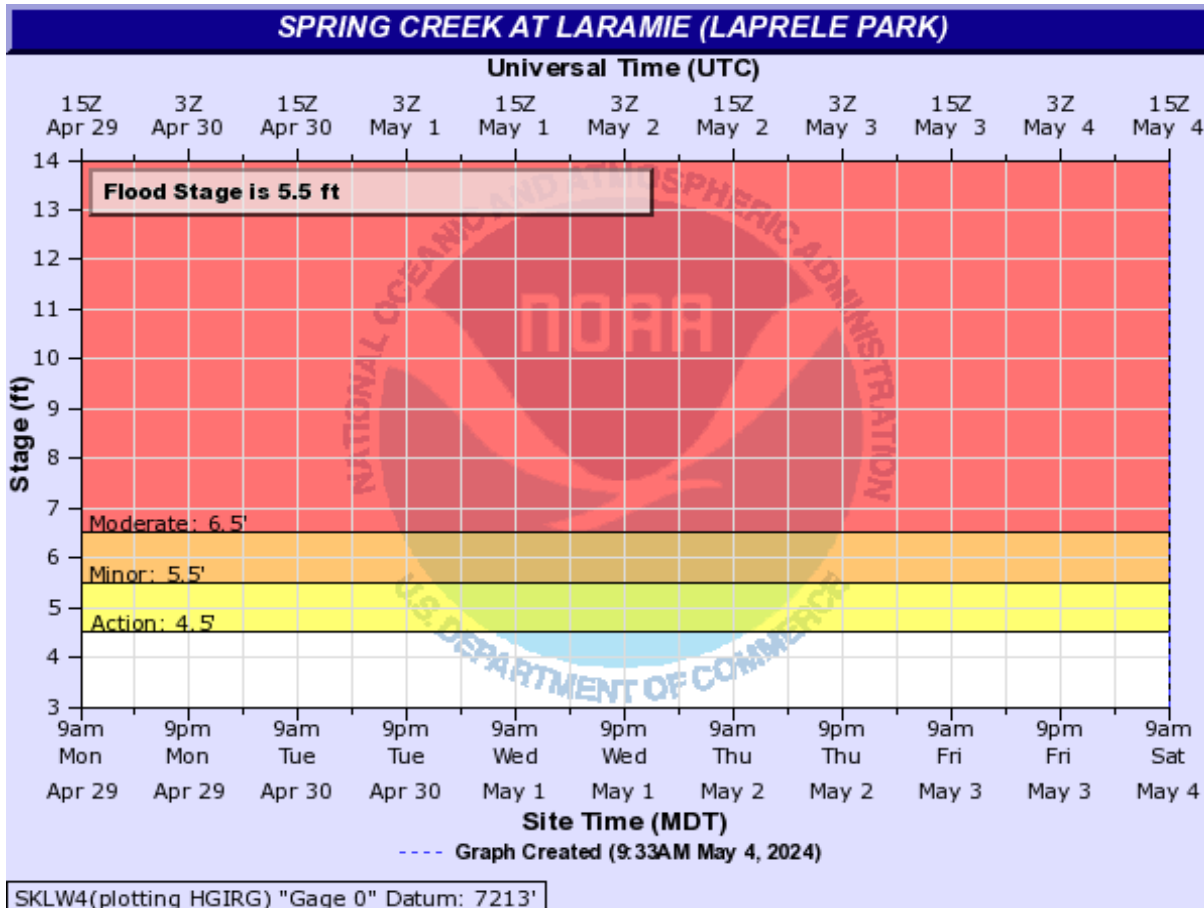 SPRING CREEK AT LARAMIE (LAPRELE PARK)
Universal Time (UTC)
15Z 3Z 15Z 3Z 15Z 3Z 15Z 3Z 15Z 3Z 15Z
Apr 29 Apr 30 Apr 30 May 1 May 1 May 2 May 2 May 3 May 3 May 4 May 4
Flood Stage is 5.5 ft
NATIONAL OCEANIC AND ATMOSPHERIC ADMINISTRATION
NOAA
U.S. DEPARTMENT OF COMMERCE
Stage (ft)
14
13
12
11
10
9
8
7
Moderate: 6.5'
6
Minor: 5.5'
5
Action: 4.5'
4
3
9am 9pm 9am 9pm 9am 9pm 9am 9pm 9am 9pm 9am
Mon Mon Tue Tue Wed Wed Thu Thu Fri Fri Sat
Apr 29 Apr 29 Apr 30 Apr 30 May 1 May 1 May 2 May 2 May 3 May 3 May 4
Site Time (MDT)
---- Graph Created (9:33AM May 4, 2024)
SKLW4(plotting HGIRG) "Gage 0" Datum: 7213'